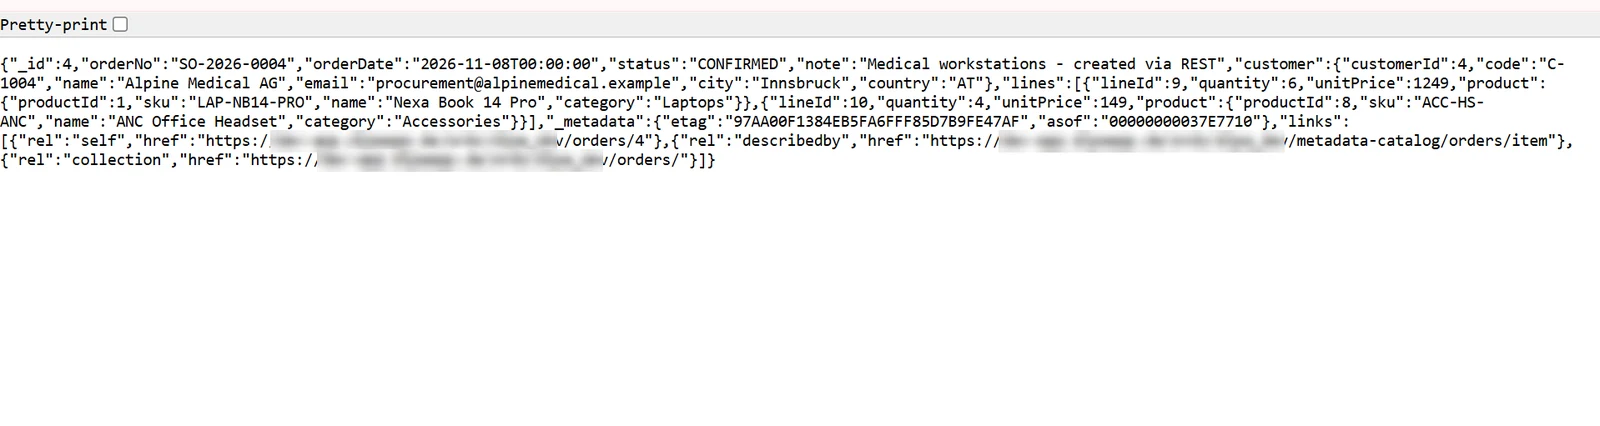 Pretty-print
{"_id":4,"orderNo":"SO-2026-0004","orderDate":"2026-11-08T00:00:00","status":"CONFIRMED","note":"Medical workstations - created via REST","customer":{"customerId":4,"code":"C-
1004","name":"Alpine Medical AG","email":"procurement@alpinemedical.example","city":"Innsbruck","country":"AT"},"lines":[{"lineId":9,"quantity":6,"unitPrice":1249,"product":
{"productId":1,"sku":"LAP-NB14-PRO","name":"Nexa Book 14 Pro","category":"Laptops"}},{"lineId":10,"quantity":4,"unitPrice":149,"product":{"productId":8,"sku":"ACC-HS-
ANC","name":"ANC Office Headset","category":"Accessories"}}],"_metadata":{"etag":"97AA00F1384EB5FA6FFF85D7B9FE47AF","asof":"00000000037E7710"},"links":
[{"rel":"self","href":"https:/ /orders/4"},{"rel":"describedby","href":"https:// /metadata-catalog/orders/item"},
{"rel":"collection","href":"https:/ /orders/"}]}